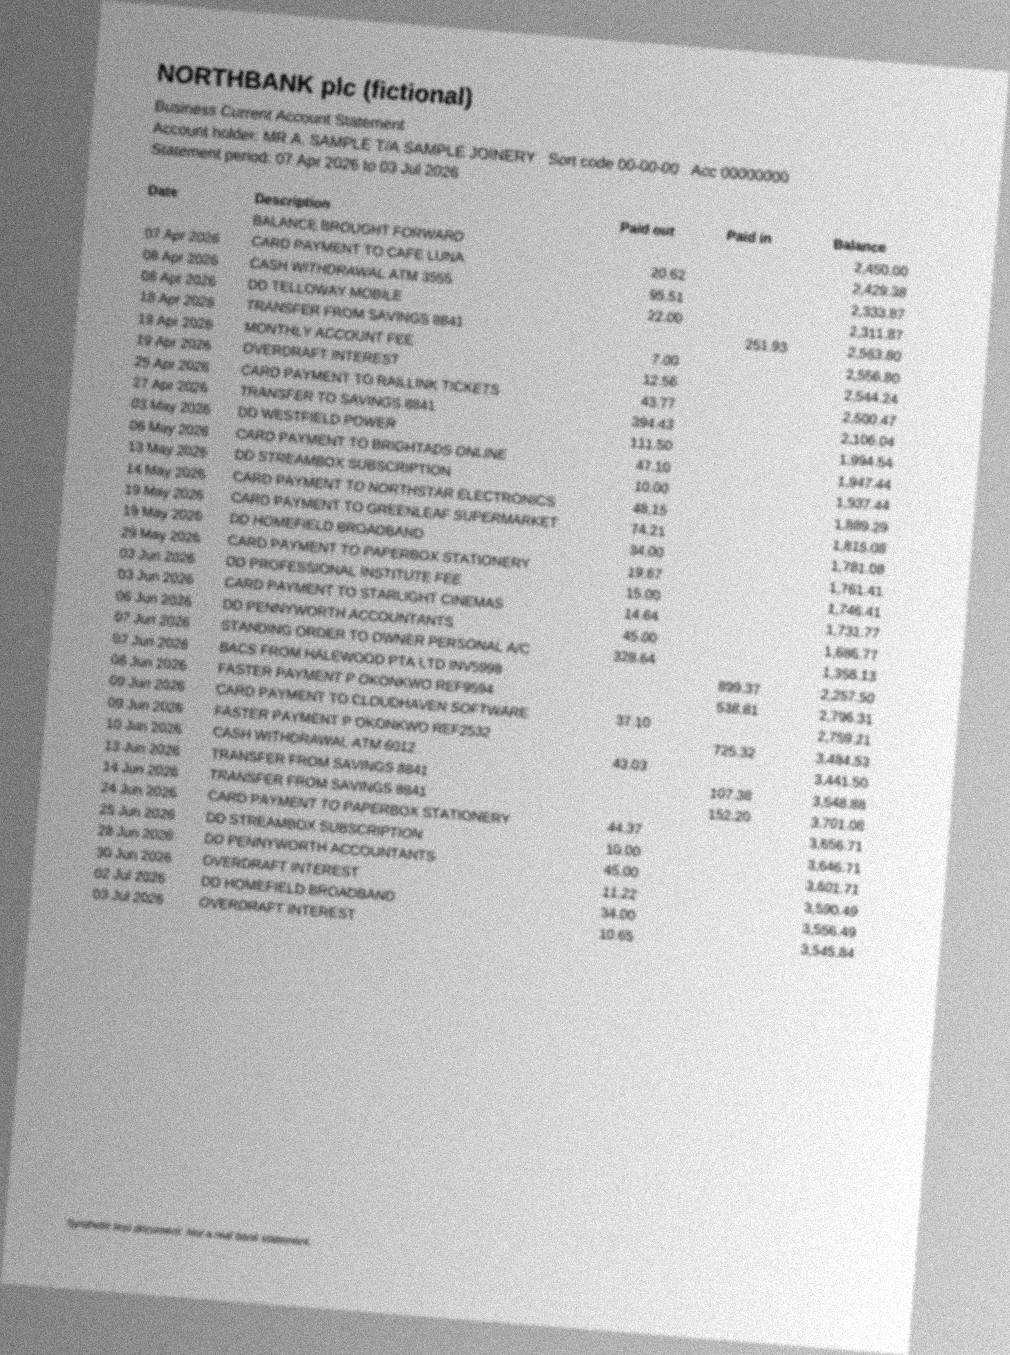 NORTHBANK plc (fictional)
Business Current Account Statement
Account holder: MR A. SAMPLE T/A SAMPLE JOINERY Sort code 00-00-00 Acc 00000000
Statement period: 07 Apr 2026 to 03 Jul 2026
Date Description Paid out Paid in Balance
BALANCE BROUGHT FORWARD 2,450.00
07 Apr 2026 CARD PAYMENT TO CAFE LUNA 20.62 2,429.38
08 Apr 2026 CASH WITHDRAWAL ATM 3555 95.51 2,333.87
08 Apr 2026 DD TELLOWAY MOBILE 22.00 2,311.87
18 Apr 2026 TRANSFER FROM SAVINGS 8841 251.93 2,563.80
19 Apr 2026 MONTHLY ACCOUNT FEE 7.00 2,556.80
19 Apr 2026 OVERDRAFT INTEREST 12.56 2,544.24
25 Apr 2026 CARD PAYMENT TO RAILLINK TICKETS 43.77 2,500.47
27 Apr 2026 TRANSFER TO SAVINGS 8841 394.43 2,106.04
03 May 2026 DD WESTFIELD POWER 111.50 1,994.54
06 May 2026 CARD PAYMENT TO BRIGHTADS ONLINE 47.10 1,947.44
13 May 2026 DD STREAMBOX SUBSCRIPTION 10.00 1,937.44
14 May 2026 CARD PAYMENT TO NORTHSTAR ELECTRONICS 48.15 1,889.29
19 May 2026 CARD PAYMENT TO GREENLEAF SUPERMARKET 74.21 1,815.08
19 May 2026 DD HOMEFIELD BROADBAND 34.00 1,781.08
29 May 2026 CARD PAYMENT TO PAPERBOX STATIONERY 19.67 1,761.41
03 Jun 2026 DD PROFESSIONAL INSTITUTE FEE 15.00 1,746.41
03 Jun 2026 CARD PAYMENT TO STARLIGHT CINEMAS 14.64 1,731.77
06 Jun 2026 DD PENNYWORTH ACCOUNTANTS 45.00 1,686.77
07 Jun 2026 STANDING ORDER TO OWNER PERSONAL A/C 328.64 1,358.13
07 Jun 2026 BACS FROM HALEWOOD PTA LTD INV5998 899.37 2,257.50
08 Jun 2026 FASTER PAYMENT P OKONKWO REF9594 538.81 2,796.31
09 Jun 2026 CARD PAYMENT TO CLOUDHAVEN SOFTWARE 37.10 2,759.21
09 Jun 2026 FASTER PAYMENT P OKONKWO REF2532 725.32 3,484.53
10 Jun 2026 CASH WITHDRAWAL ATM 6012 43.03 3,441.50
13 Jun 2026 TRANSFER FROM SAVINGS 8841 107.38 3,548.88
14 Jun 2026 TRANSFER FROM SAVINGS 8841 152.20 3,701.08
24 Jun 2026 CARD PAYMENT TO PAPERBOX STATIONERY 44.37 3,656.71
25 Jun 2026 DD STREAMBOX SUBSCRIPTION 10.00 3,646.71
28 Jun 2026 DD PENNYWORTH ACCOUNTANTS 45.00 3,601.71
30 Jun 2026 OVERDRAFT INTEREST 11.22 3,590.49
02 Jul 2026 DD HOMEFIELD BROADBAND 34.00 3,556.49
03 Jul 2026 OVERDRAFT INTEREST 10.65 3,545.84
Synthetic test document. Not a real bank statement.